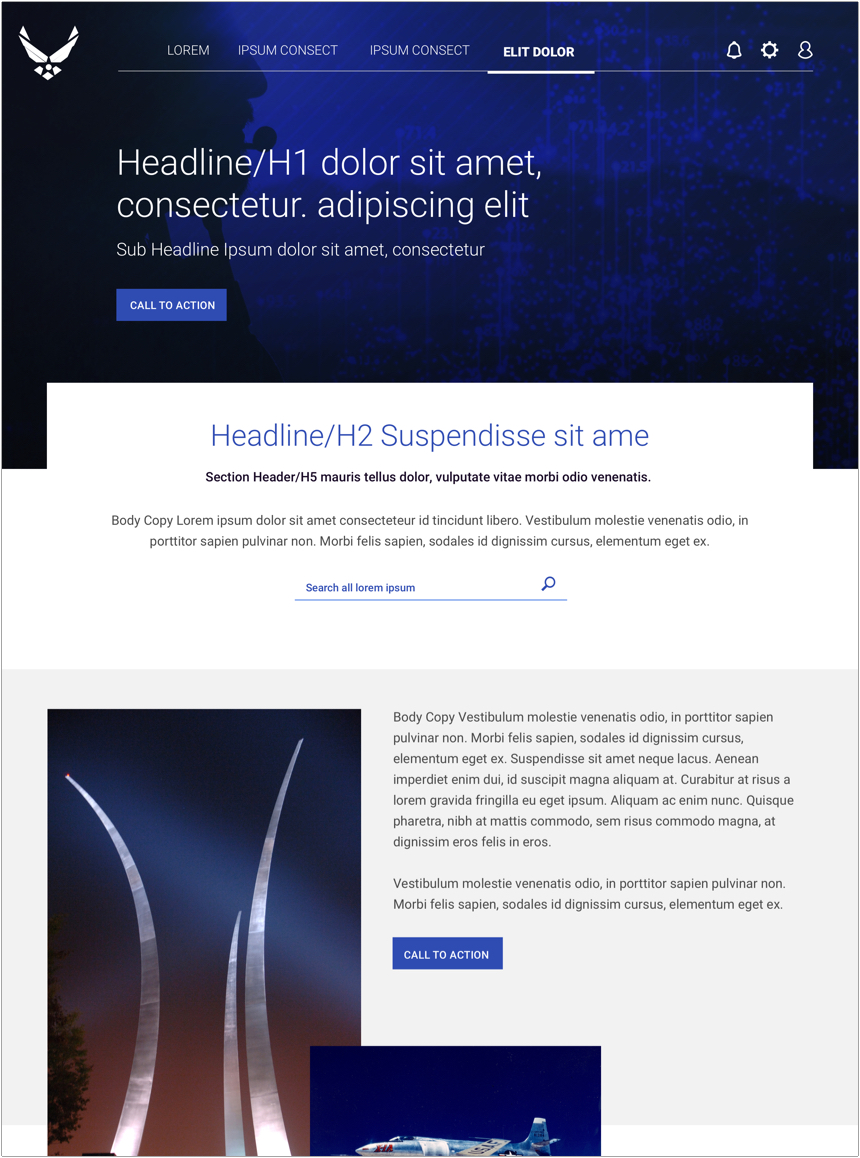 LOREM IPSUM CONSECT IPSUM CONSECT ELIT DOLOR
Headline/H1 dolor sit amet,
consectetur. adipiscing elit
Sub Headline Ipsum dolor sit amet, consectetur
CALL TO ACTION
Headline/H2 Suspendisse sit ame
Section Header/H5 mauris tellus dolor, vulputate vitae morbi odio venenatis.
Body Copy Lorem ipsum dolor sit amet consecteteur id tincidunt libero. Vestibulum molestie venenatis odio, in
porttitor sapien pulvinar non. Morbi felis sapien, sodales id dignissim cursus, elementum eget ex.
Search all lorem ipsum
Body Copy Vestibulum molestie venenatis odio, in porttitor sapien
pulvinar non. Morbi felis sapien, sodales id dignissim cursus,
elementum eget ex. Suspendisse sit amet neque lacus. Aenean
imperdiet enim dui, id suscipit magna aliquam at. Curabitur at risus a
lorem gravida fringilla eu eget ipsum. Aliquam ac enim nunc. Quisque
pharetra, nibh at mattis commodo, sem risus commodo magna, at
dignissim eros felis in eros.
Vestibulum molestie venenatis odio, in porttitor sapien pulvinar non.
Morbi felis sapien, sodales id dignissim cursus, elementum eget ex.
CALL TO ACTION